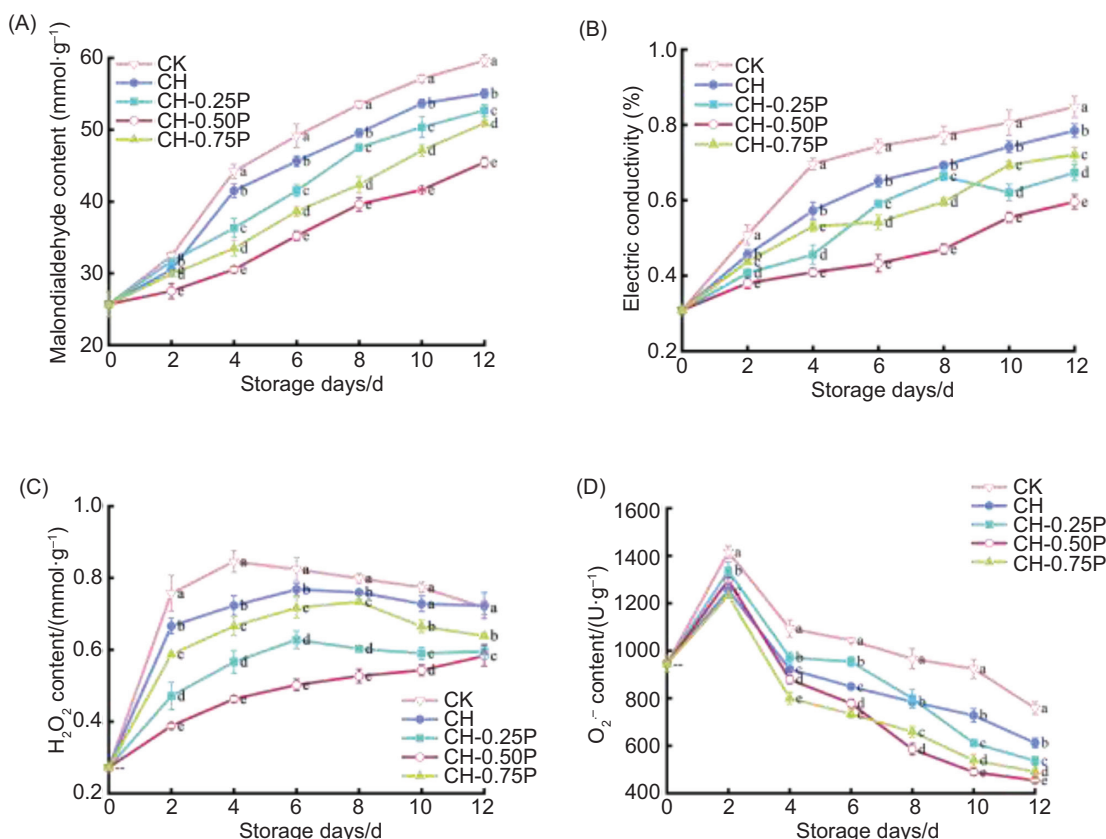 (A)
Malondiaidehyde content (mmol·g⁻¹)
60
50
40
30
20
0
2
4
6
8
10
12
Storage days/d
CK
CH
CH-0.25P
CH-0.50P
CH-0.75P
(B)
Electric conductivity (%)
1.0
0.8
0.6
0.4
0.2
0
2
4
6
8
10
12
Storage days/d
CK
CH
CH-0.25P
CH-0.50P
CH-0.75P
(C)
H₂O₂ content/(mmol·g⁻¹)
1.0
0.8
0.6
0.4
0.2
0
2
4
6
8
10
12
Storage days/d
CK
CH
CH-0.25P
CH-0.50P
CH-0.75P
(D)
O₂·⁻ content/(U·g⁻¹)
1600
1400
1200
1000
800
600
400
0
2
4
6
8
10
12
Storage days/d
CK
CH
CH-0.25P
CH-0.50P
CH-0.75P